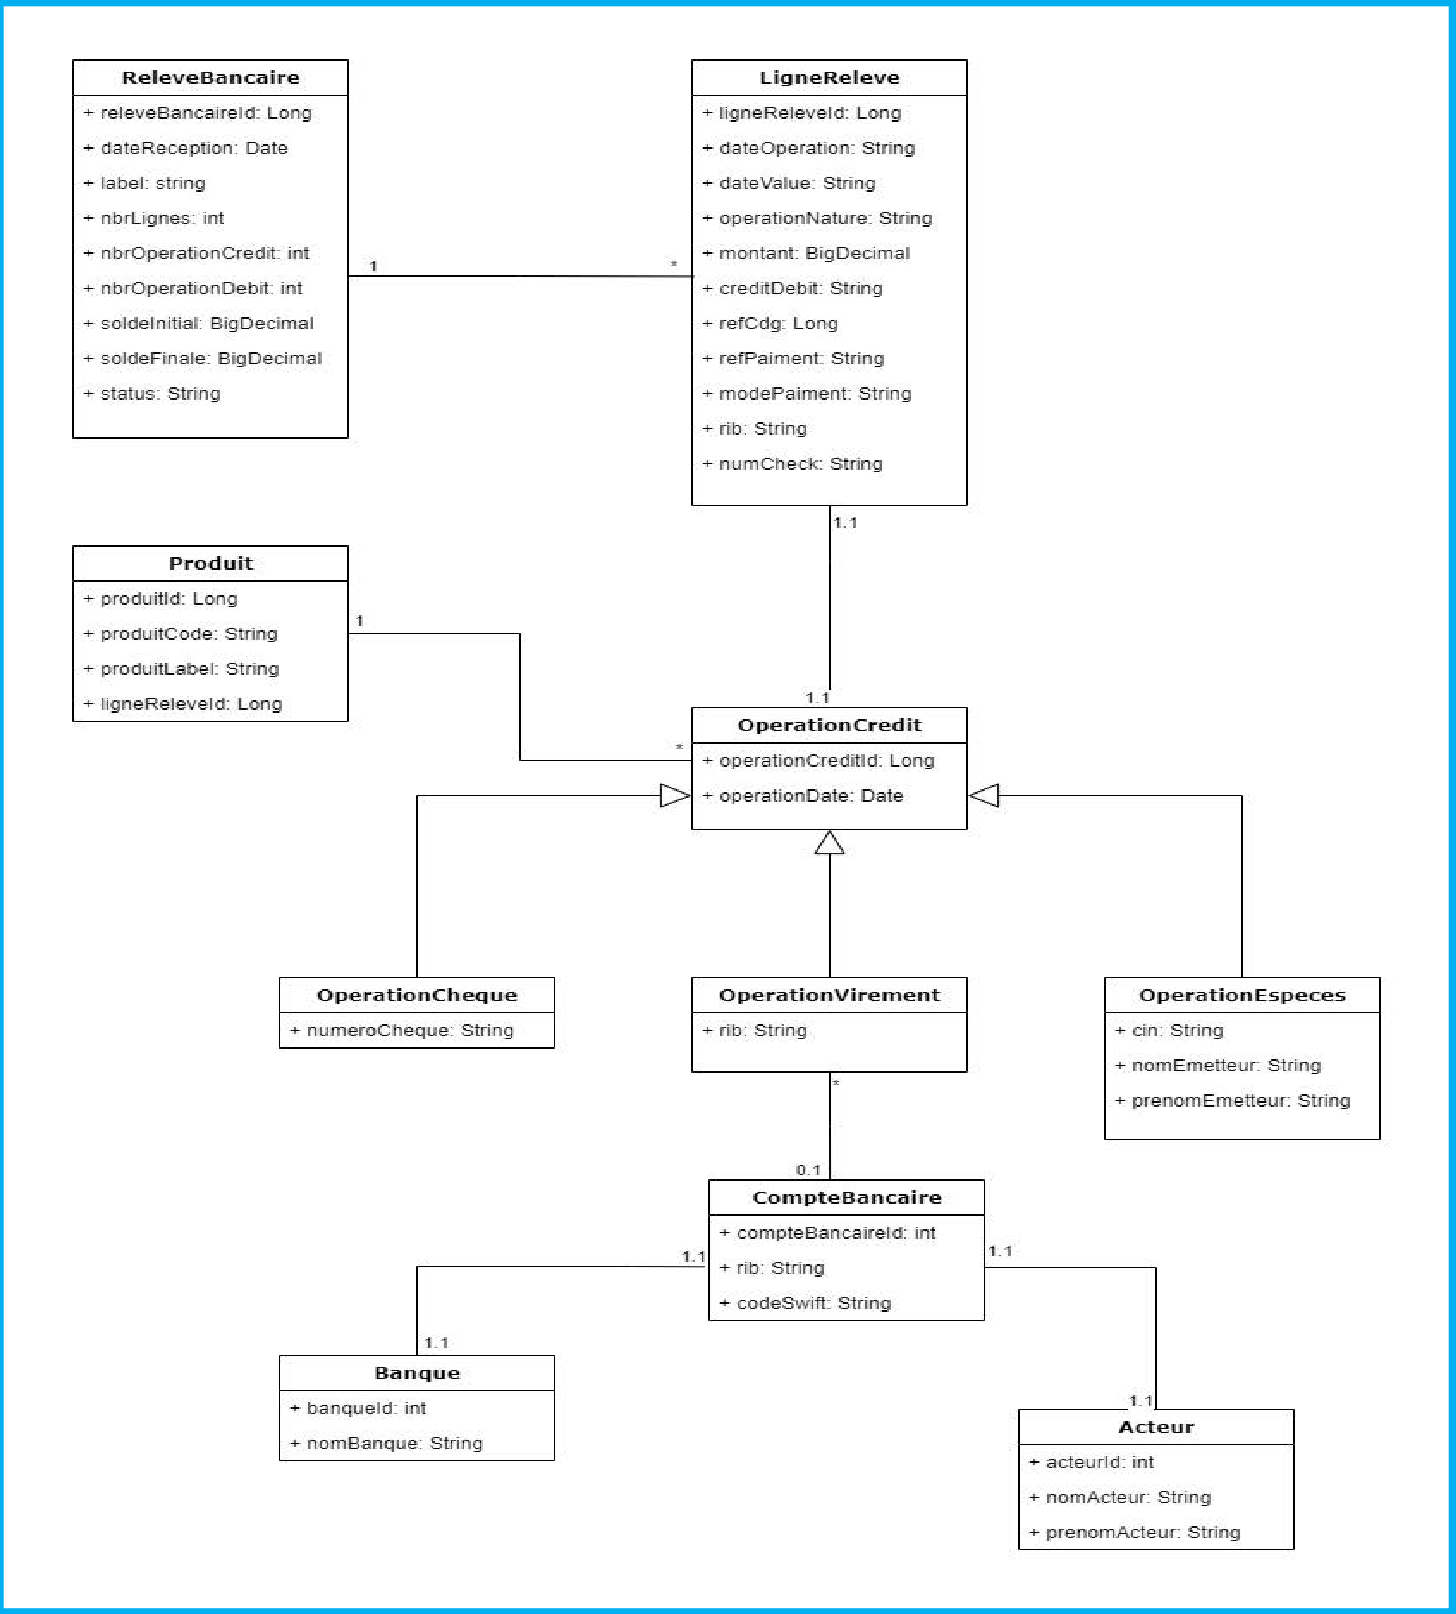 ReleveBancaire
+ releveBancaireId: Long
+ dateReception: Date
+ label: string
+ nbrLignes: int
+ nbrOperationCredit: int
+ nbrOperationDebit: int
+ soldeInitial: BigDecimal
+ soldeFinale: BigDecimal
+ status: String
1
*
LigneReleve
+ ligneReleveId: Long
+ dateOperation: String
+ dateValue: String
+ operationNature: String
+ montant: BigDecimal
+ creditDebit: String
+ refCdg: Long
+ refPaiment: String
+ modePaiment: String
+ rib: String
+ numCheck: String
1.1
1.1
Produit
+ produitId: Long
+ produitCode: String
+ produitLabel: String
+ ligneReleveId: Long
1
*
OperationCredit
+ operationCreditId: Long
+ operationDate: Date
OperationCheque
+ numeroCheque: String
OperationVirement
+ rib: String
OperationEspeces
+ cin: String
+ nomEmetteur: String
+ prenomEmetteur: String
*
0.1
CompteBancaire
+ compteBancaireId: int
+ rib: String
+ codeSwift: String
1.1
1.1
1.1
1.1
Banque
+ banqueId: int
+ nomBanque: String
Acteur
+ acteurId: int
+ nomActeur: String
+ prenomActeur: String